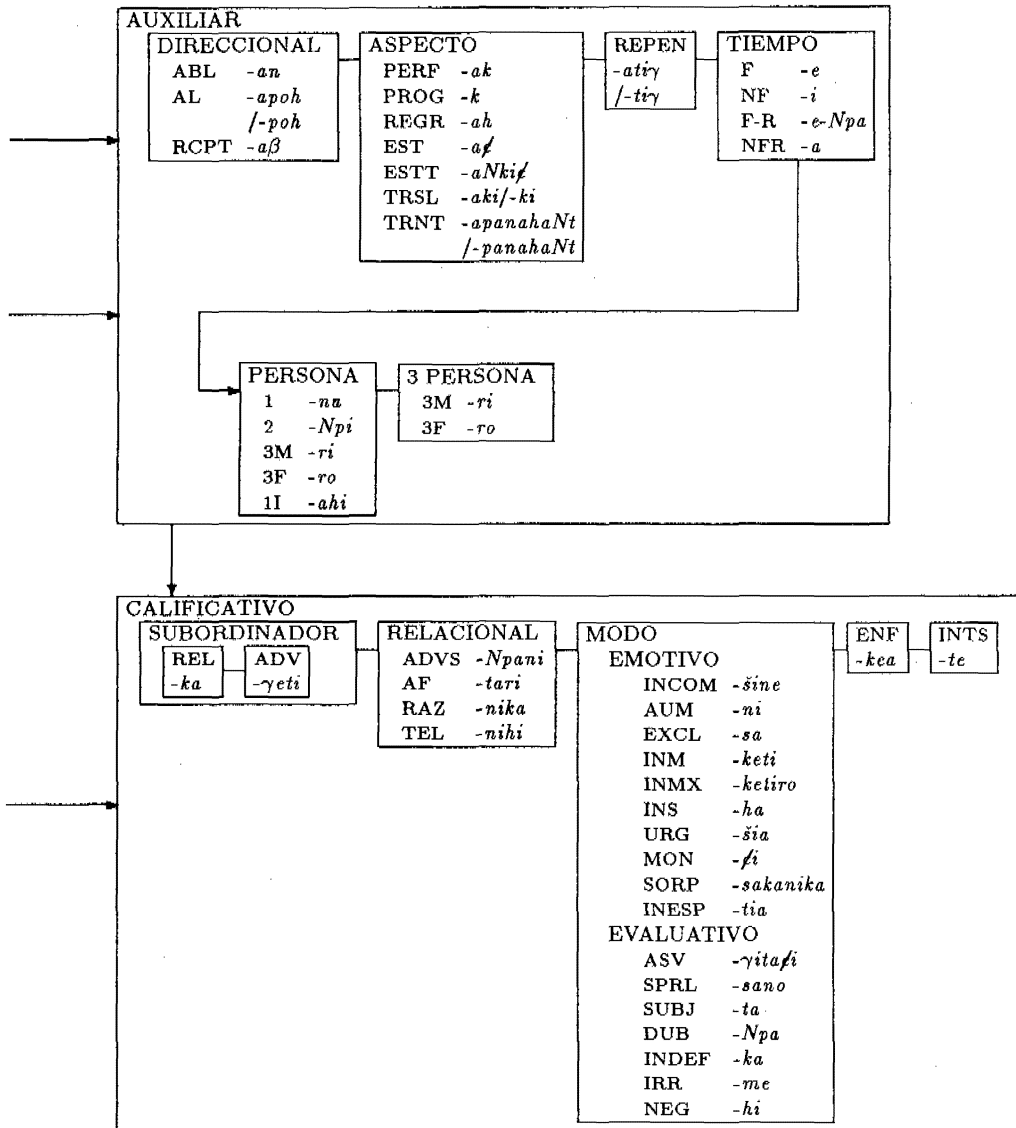 AUXILIAR
DIRECCIONAL
ABL -an
AL -apoh
/-poh
RCPT -aβ
ASPECTO
PERF -ak
PROG -k
REGR -ah
EST -a¢
ESTT -aNki¢
TRSL -aki/-ki
TRNT -apanahaNt
/-panahaNt
REPEN
-atiγ
/-tiγ
TIEMPO
F -e
NF -i
F-R -e-Npa
NFR -a
PERSONA
1 -na
2 -Npi
3M -ri
3F -ro
1I -ahi
3 PERSONA
3M -ri
3F -ro
CALIFICATIVO
SUBORDINADOR
REL
-ka
ADV
-γeti
RELACIONAL
ADVS -Npani
AF -tari
RAZ -nika
TEL -nihi
MODO
EMOTIVO
INCOM -šine
AUM -ni
EXCL -sa
INM -keti
INMX -ketiro
INS -ha
URG -šia
MON -¢i
SORP -sakanika
INESP -tia
EVALUATIVO
ASV -γita¢i
SPRL -sano
SUBJ -ta
DUB -Npa
INDEF -ka
IRR -me
NEG -hi
ENF
-kea
INTS
-te